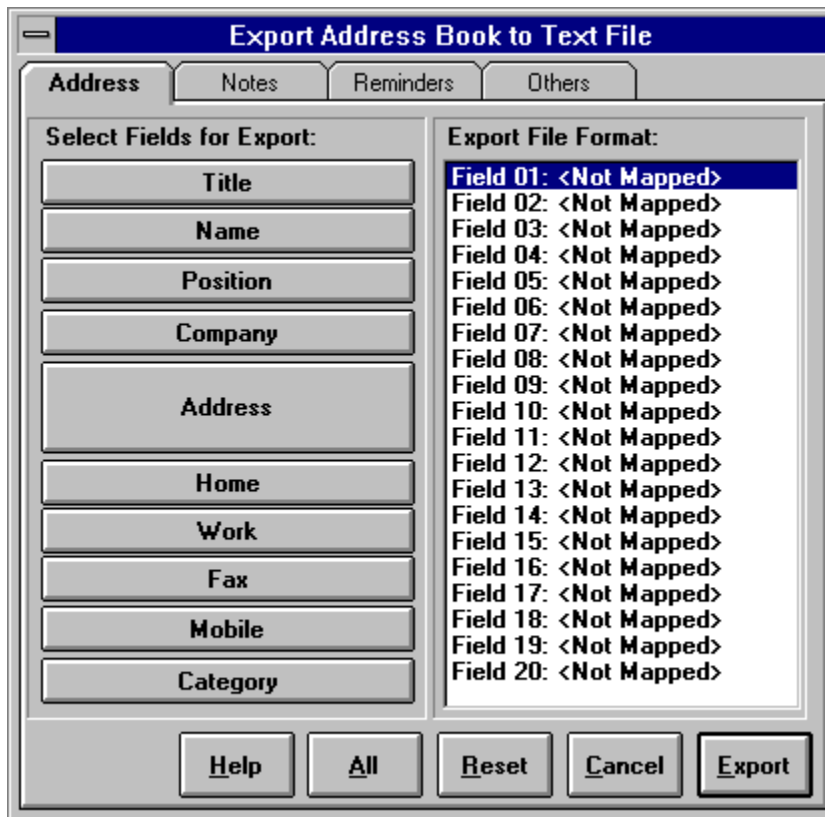 Export Address Book to Text File
Address Notes Reminders Others
Select Fields for Export:
Title
Name
Position
Company
Address
Home
Work
Fax
Mobile
Category
Export File Format:
Field 01: <Not Mapped>
Field 02: <Not Mapped>
Field 03: <Not Mapped>
Field 04: <Not Mapped>
Field 05: <Not Mapped>
Field 06: <Not Mapped>
Field 07: <Not Mapped>
Field 08: <Not Mapped>
Field 09: <Not Mapped>
Field 10: <Not Mapped>
Field 11: <Not Mapped>
Field 12: <Not Mapped>
Field 13: <Not Mapped>
Field 14: <Not Mapped>
Field 15: <Not Mapped>
Field 16: <Not Mapped>
Field 17: <Not Mapped>
Field 18: <Not Mapped>
Field 19: <Not Mapped>
Field 20: <Not Mapped>
Help All Reset Cancel Export